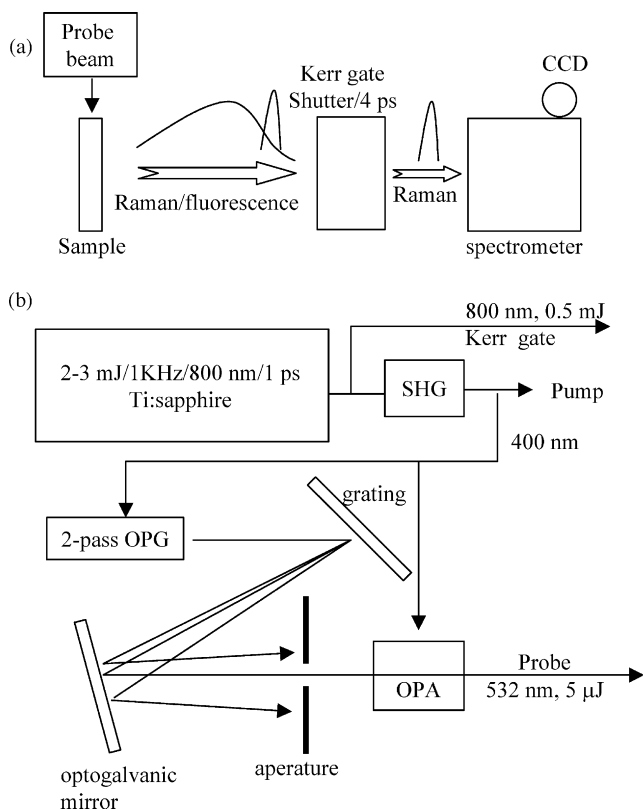 (a)
Probe
beam
Kerr gate
Shutter/4 ps
CCD
Raman/fluorescence
Raman
Sample
spectrometer
(b)
800 nm, 0.5 mJ
Kerr gate
2-3 mJ/1KHz/800 nm/1 ps
Ti:sapphire
SHG
Pump
400 nm
grating
2-pass OPG
OPA
Probe
532 nm, 5 μJ
aperature
optogalvanic
mirror